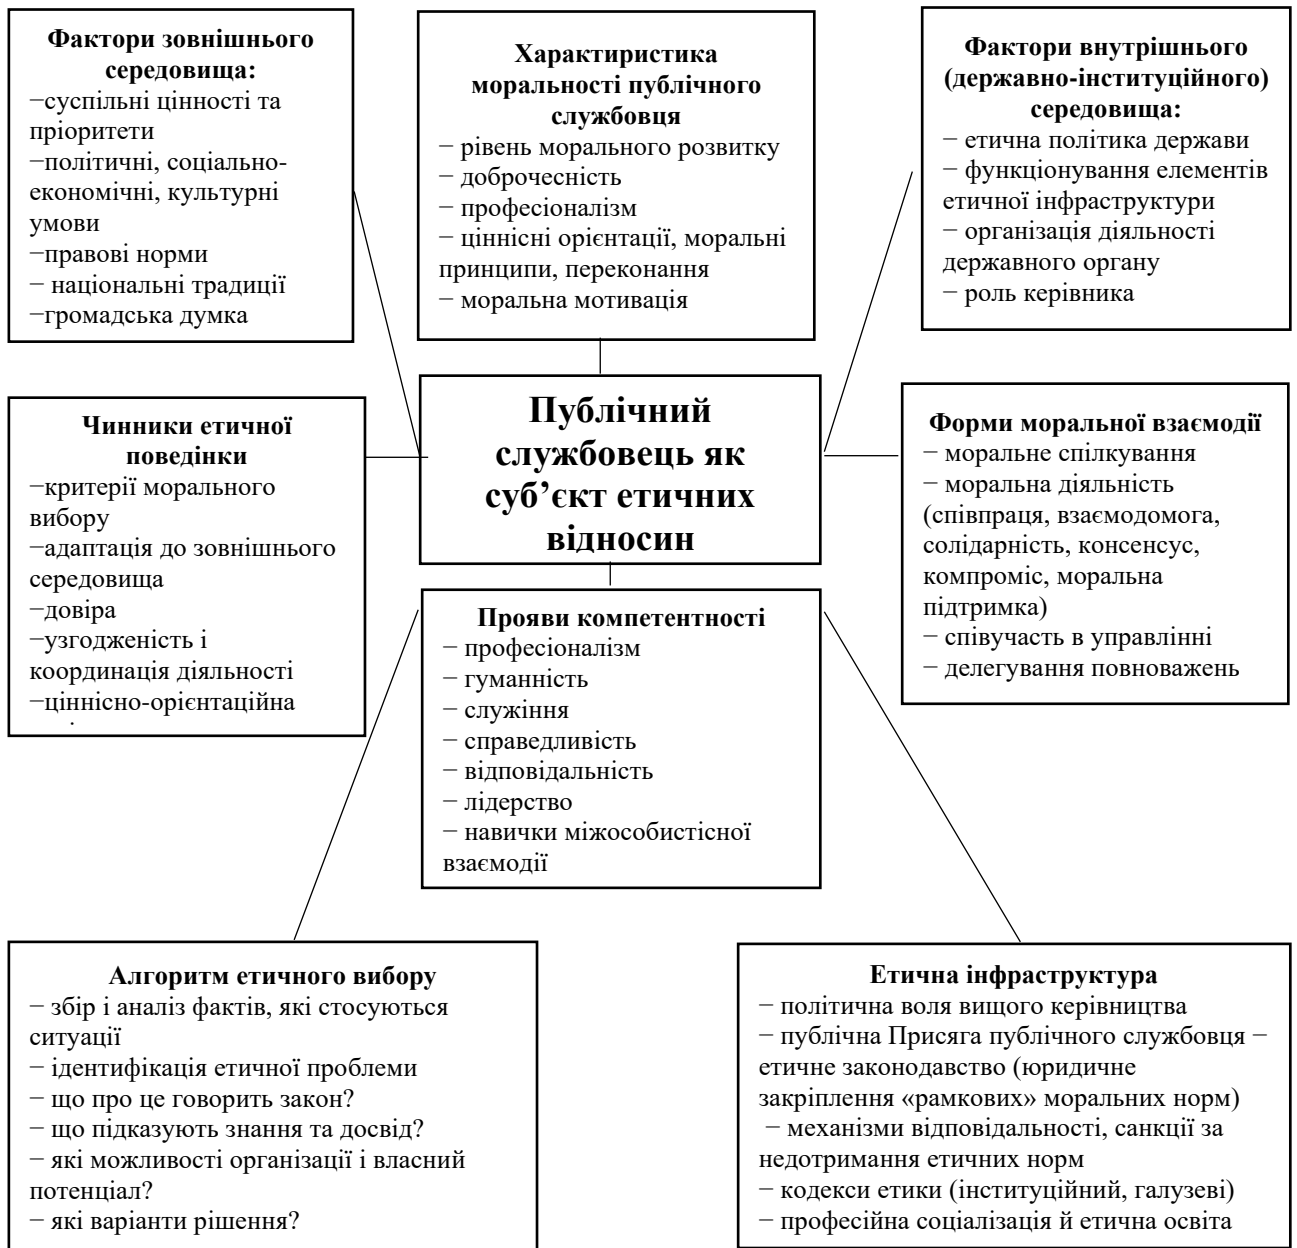 Фактори зовнішнього
середовища:
−суспільні цінності та
пріоритети
−політичні, соціально-
економічні, культурні
умови
−правові норми
− національні традиції
−громадська думка
Характиристика
моральності публічного
службовця
− рівень морального розвитку
− доброчесність
− професіоналізм
− ціннісні орієнтації, моральні
принципи, переконання
− моральна мотивація
Фактори внутрішнього
(державно-інституційного)
середовища:
− етична політика держави
− функціонування елементів
етичної інфраструктури
− організація діяльності
державного органу
− роль керівника
Чинники етичної
поведінки
−критерії морального
вибору
−адаптація до зовнішнього
середовища
−довіра
−узгодженість і
координація діяльності
−ціннісно-орієнтаційна
Публічний
службовець як
суб’єкт етичних
відносин
Форми моральної взаємодії
− моральне спілкування
− моральна діяльність
(співпраця, взаємодомога,
солідарність, консенсус,
компроміс, моральна
підтримка)
− співучасть в управлінні
− делегування повноважень
Прояви компетентності
− професіоналізм
− гуманність
− служіння
− справедливість
− відповідальність
− лідерство
− навички міжособистісної
взаємодії
Алгоритм етичного вибору
− збір і аналіз фактів, які стосуються
ситуації
− ідентифікація етичної проблеми
− що про це говорить закон?
− що підказують знання та досвід?
− які можливості організації і власний
потенціал?
− які варіанти рішення?
Етична інфраструктура
− політична воля вищого керівництва
− публічна Присяга публічного службовця −
етичне законодавство (юридичне
закріплення «рамкових» моральних норм)
− механізми відповідальності, санкції за
недотримання етичних норм
− кодекси етики (інституційний, галузеві)
− професійна соціалізація й етична освіта